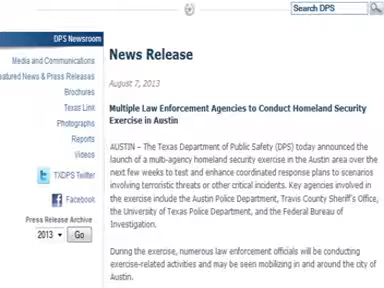 Search DPS
DPS Newsroom
Media and Communications
eatured News & Press Releases
Brochures
Texas Link
Photographs
Reports
Videos
TXDPS Twitter
Facebook
Press Release Archive
2013 Go
News Release
August 7, 2013
Multiple Law Enforcement Agencies to Conduct Homeland Security
Exercise in Austin
AUSTIN – The Texas Department of Public Safety (DPS) today announced the
launch of a multi-agency homeland security exercise in the Austin area over the
next few weeks to test and enhance coordinated response plans to scenarios
involving terroristic threats or other critical incidents. Key agencies involved in
the exercise include the Austin Police Department, Travis County Sheriff's Office,
the University of Texas Police Department, and the Federal Bureau of
Investigation.
During the exercise, numerous law enforcement officials will be conducting
exercise-related activities and may be seen mobilizing in and around the city of
Austin.